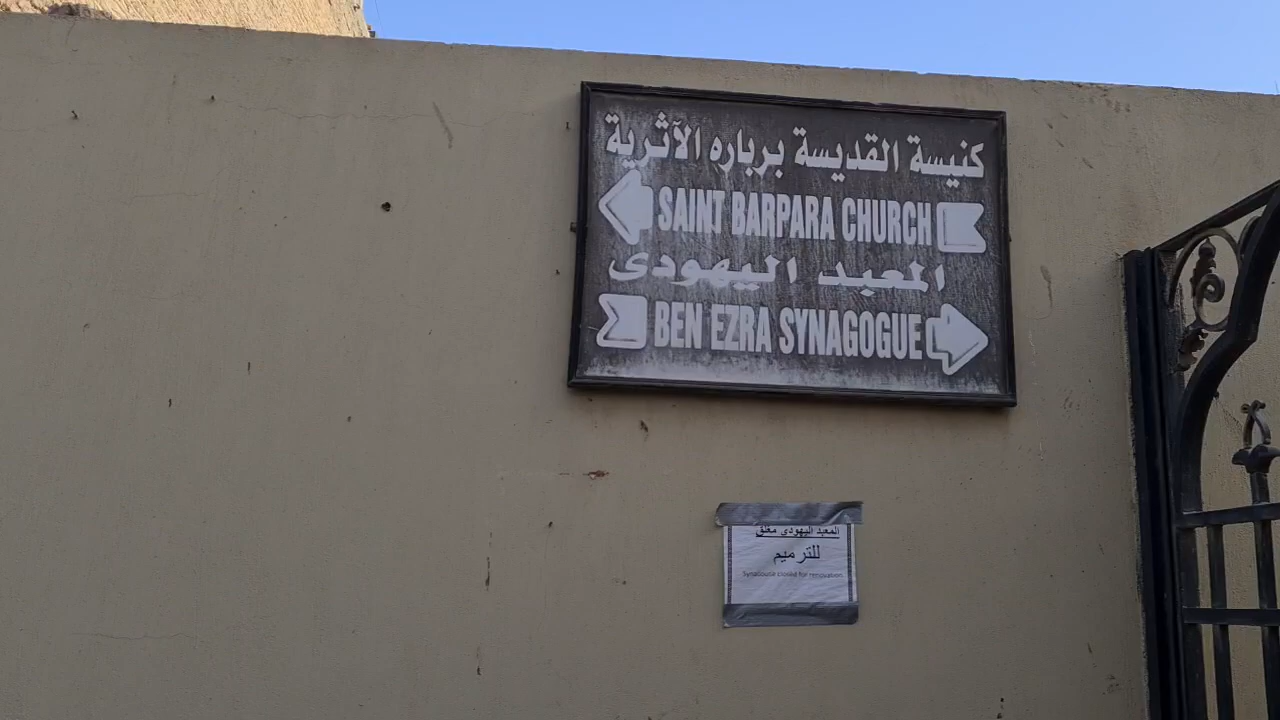 كنيسة القديسة برباره الآثرية
SAINT BARPARA CHURCH
المعبد اليهودى
BEN EZRA SYNAGOGUE
المعبد اليهودى مغلق
للترميم
Synagogue closed for renovation